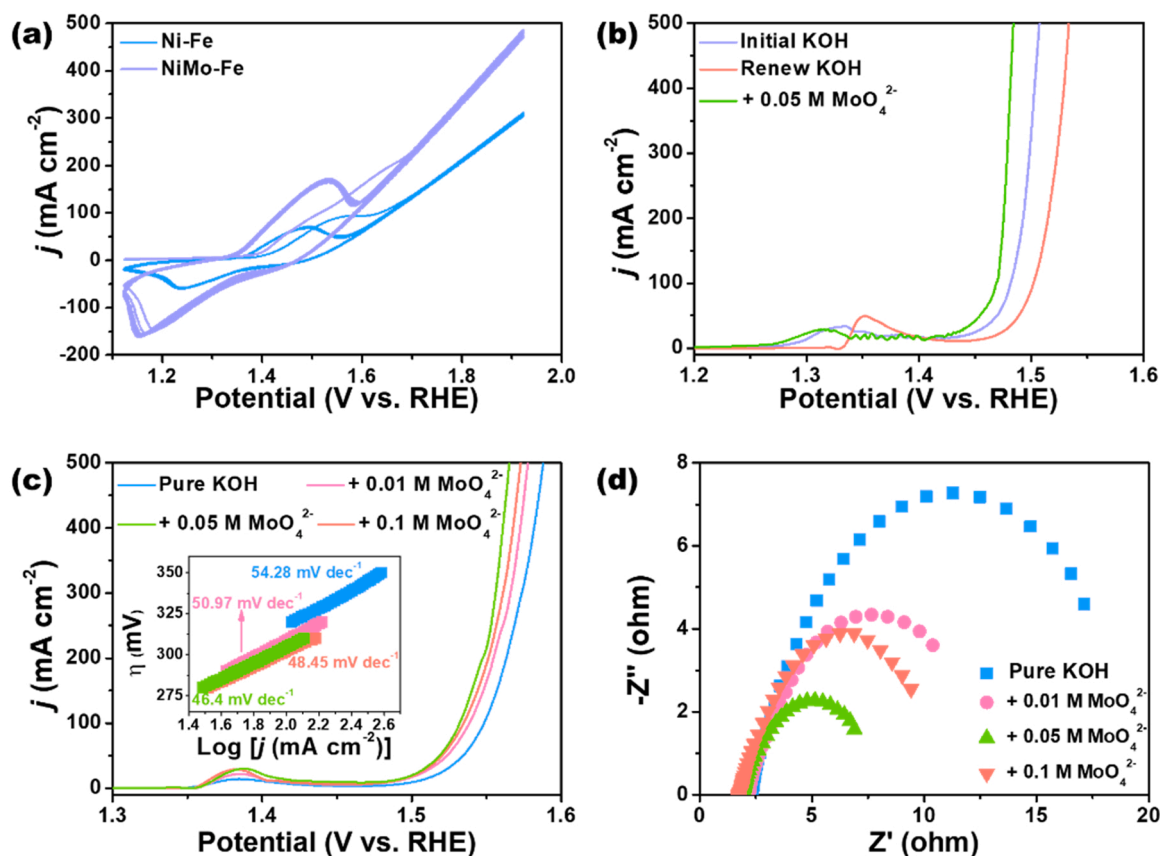 (a)
500
400
300
200
100
0
-100
-200
j (mA cm⁻²)
Ni-Fe
NiMo-Fe
1.2
1.4
1.6
1.8
2.0
Potential (V vs. RHE)
(b)
500
400
300
200
100
0
j (mA cm⁻²)
Initial KOH
Renew KOH
+ 0.05 M MoO₄²⁻
1.2
1.3
1.4
1.5
1.6
Potential (V vs. RHE)
(c)
500
400
300
200
100
0
j (mA cm⁻²)
Pure KOH
+ 0.01 M MoO₄²⁻
+ 0.05 M MoO₄²⁻
+ 0.1 M MoO₄²⁻
350
325
300
275
η (mV)
54.28 mV dec⁻¹
50.97 mV dec⁻¹
48.45 mV dec⁻¹
46.4 mV dec⁻¹
1.4
1.6
1.8
2.0
2.2
2.4
2.6
Log [j (mA cm⁻²)]
1.3
1.4
1.5
1.6
Potential (V vs. RHE)
(d)
8
6
4
2
0
-Z'' (ohm)
Pure KOH
+ 0.01 M MoO₄²⁻
+ 0.05 M MoO₄²⁻
+ 0.1 M MoO₄²⁻
0
5
10
15
20
Z' (ohm)